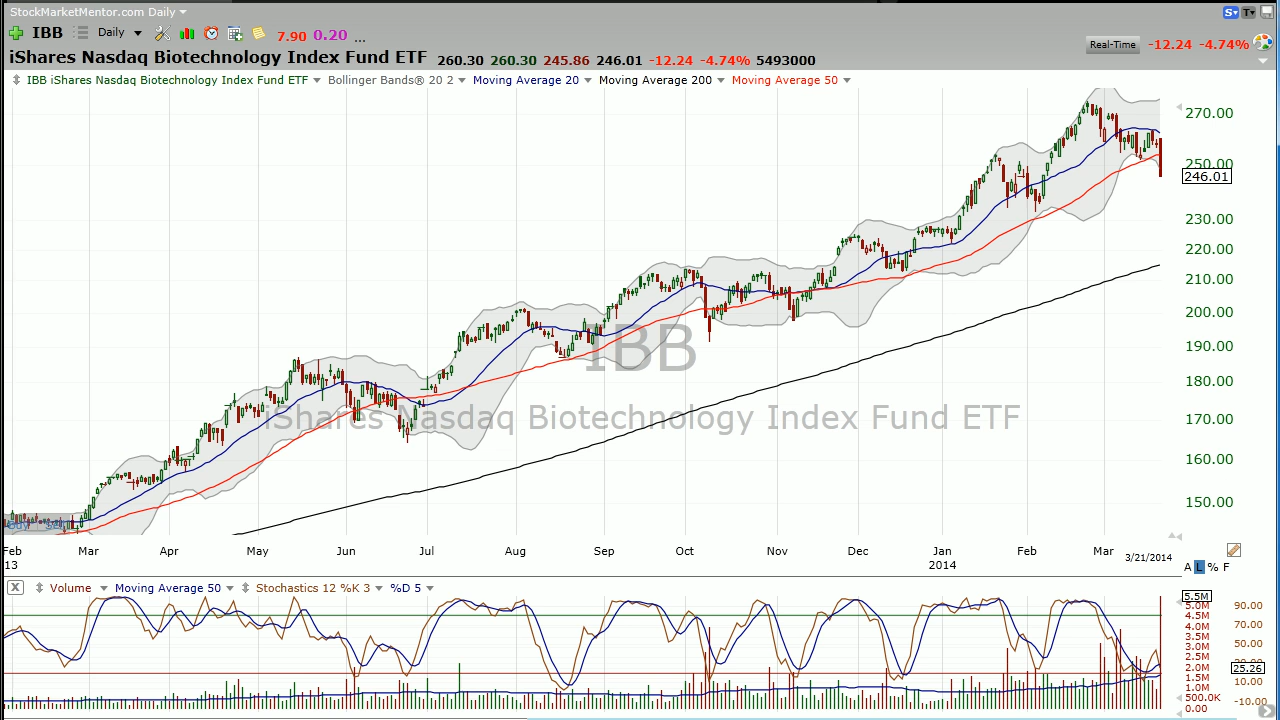 StockMarketMentor.com Daily
IBB Daily 7.90 0.20 ...
S T
iShares Nasdaq Biotechnology Index Fund ETF 260.30 260.30 245.86 246.01 -12.24 -4.74% 5493000
Real-Time -12.24 -4.74%
IBB iShares Nasdaq Biotechnology Index Fund ETF Bollinger Bands® 20 2 Moving Average 20 Moving Average 200 Moving Average 50
270.00
250.00
246.01
230.00
220.00
210.00
200.00
190.00
180.00
170.00
160.00
150.00
IBB
iShares Nasdaq Biotechnology Index Fund ETF
Buy Sell
Feb Mar Apr May Jun Jul Aug Sep Oct Nov Dec Jan Feb Mar 3/21/2014
13 2014
A L % F
X Volume Moving Average 50 Stochastics 12 %K 3 %D 5
5.5M
5.0M 90.00
4.5M
4.0M 70.00
3.5M
3.0M 50.00
2.5M
2.0M
25.26
1.5M
1.0M 10.00
500.0K
0.00 -10.00